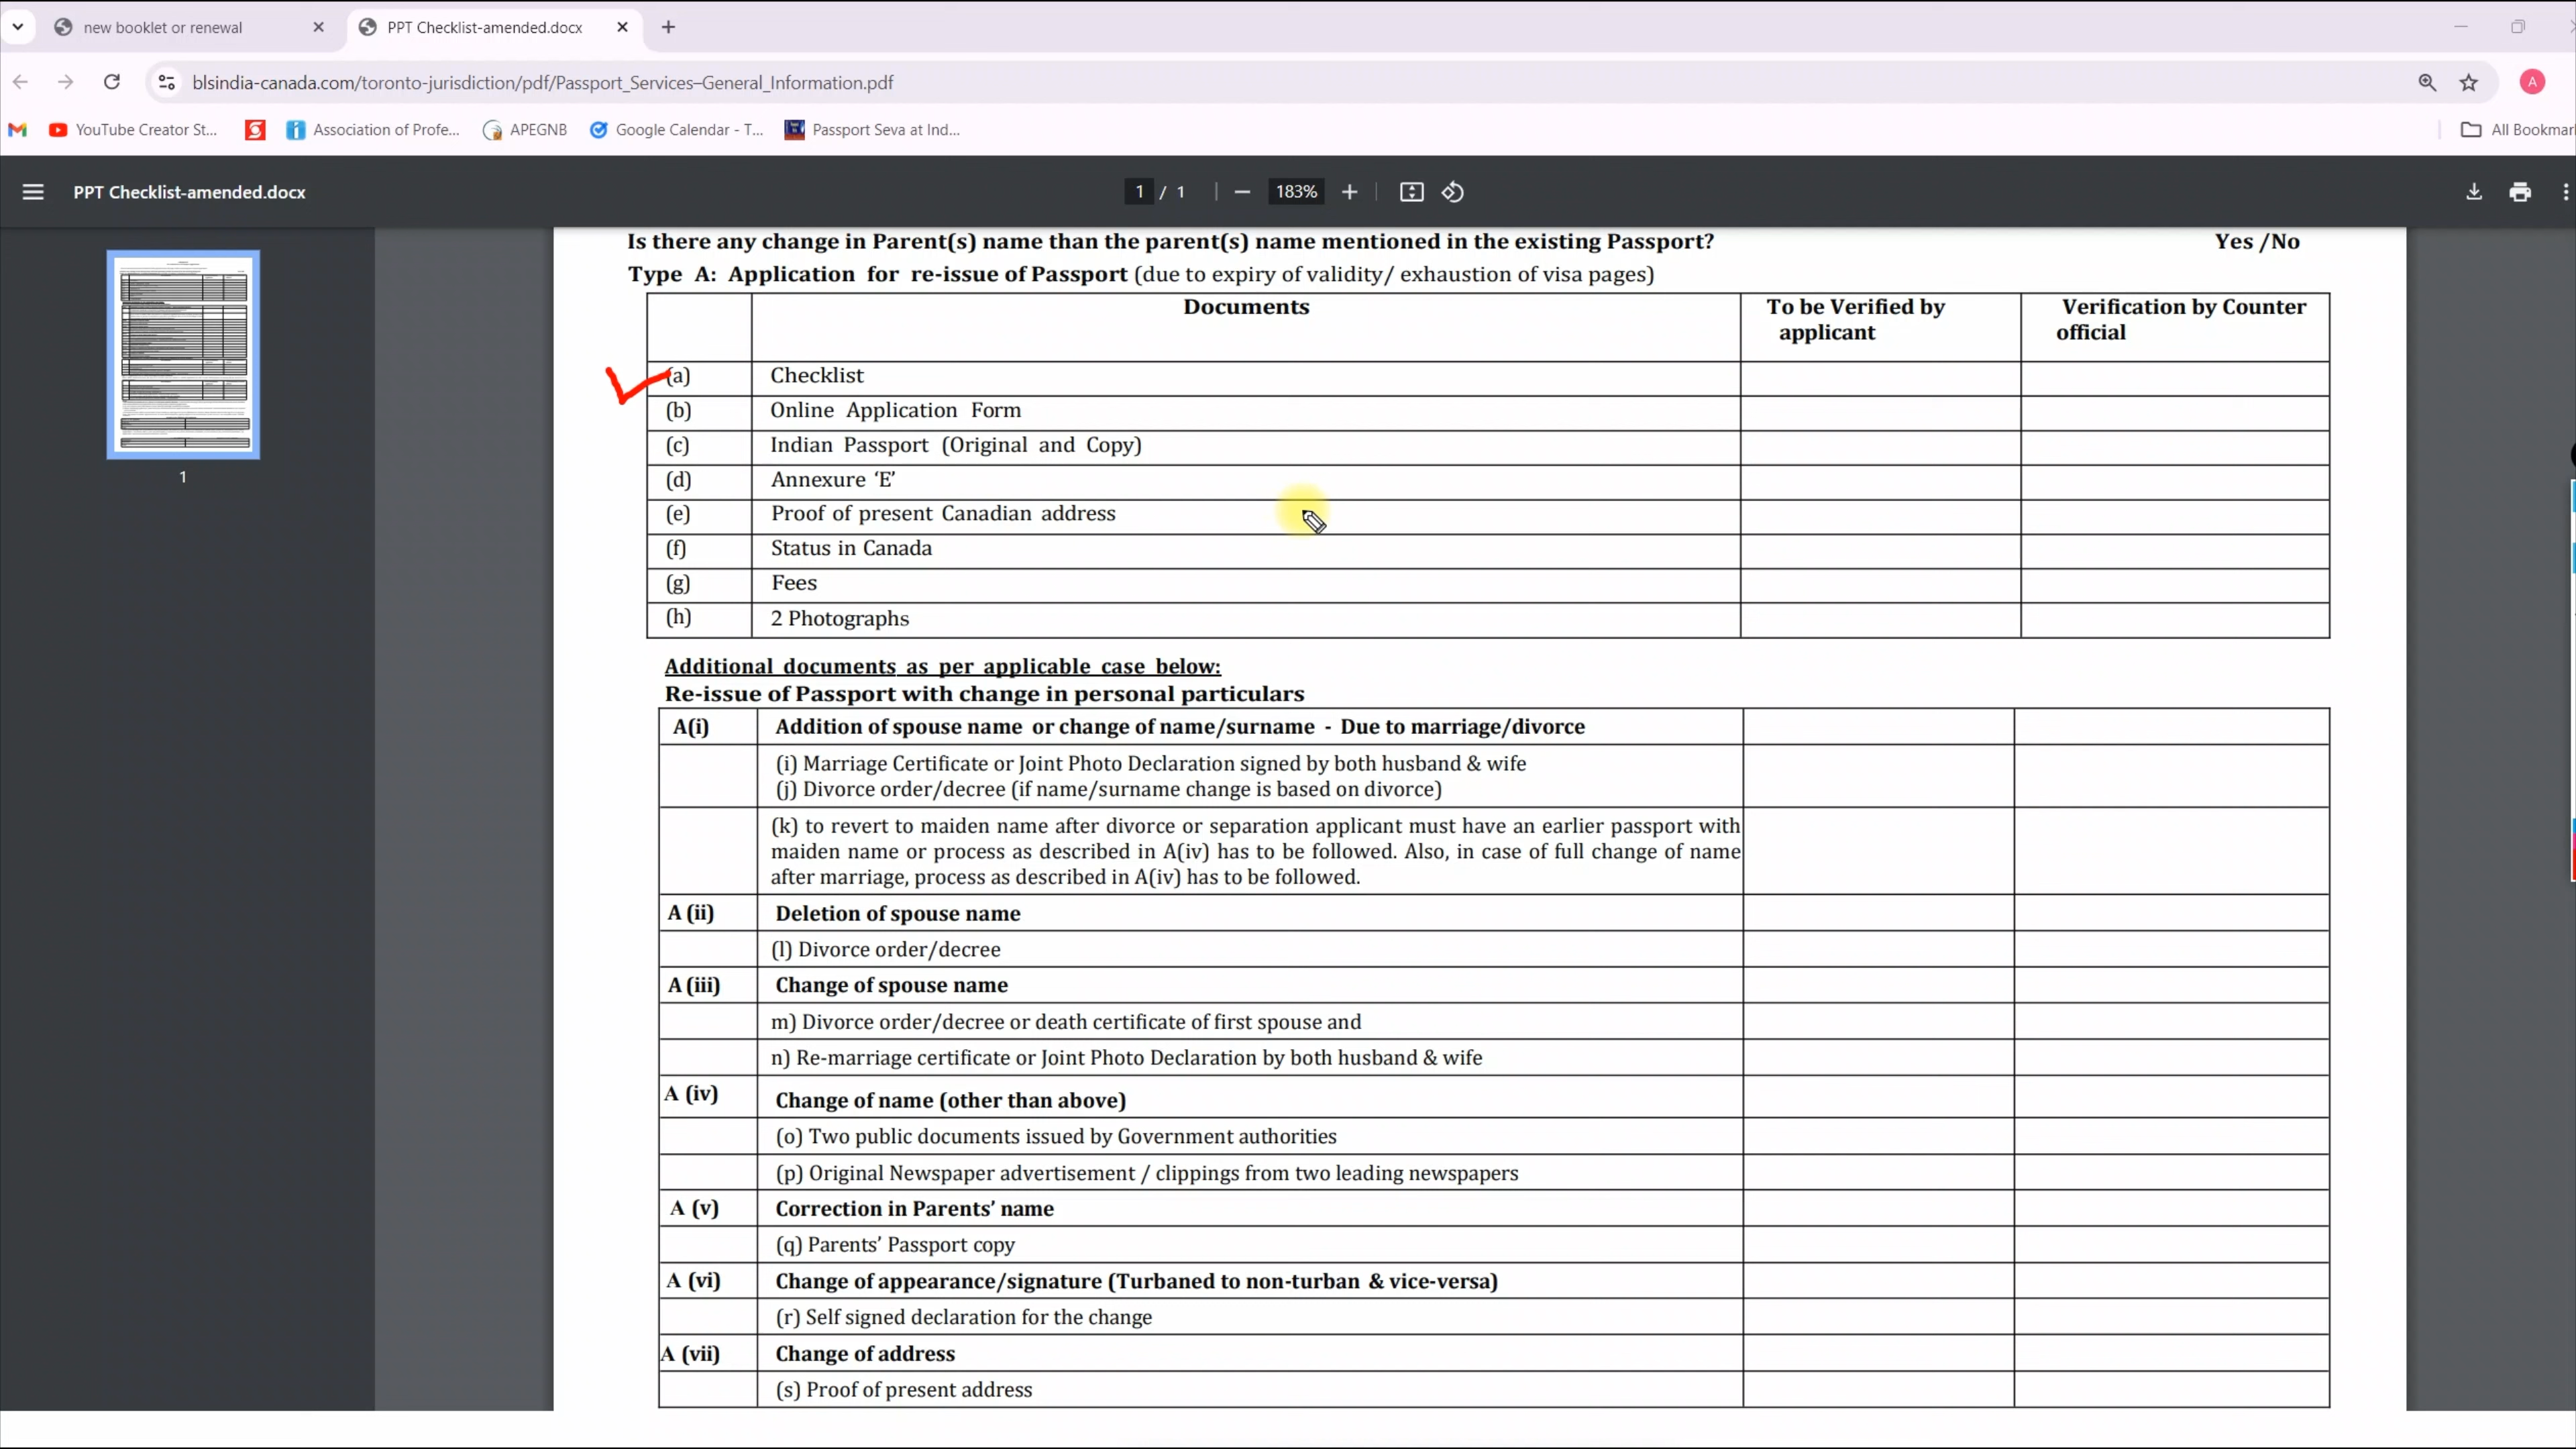 new booklet or renewal
PPT Checklist-amended.docx
blsindia-canada.com/toronto-jurisdiction/pdf/Passport_Services–General_Information.pdf
A
YouTube Creator St...
Association of Profe...
APEGNB
Google Calendar - T...
Passport Seva at Ind...
All Bookmar
PPT Checklist-amended.docx
1 / 1
183%
1
Is there any change in Parent(s) name than the parent(s) name mentioned in the existing Passport? Yes /No
Type A: Application for re-issue of Passport (due to expiry of validity/ exhaustion of visa pages)
Documents To be Verified by applicant Verification by Counter official
(a) Checklist
(b) Online Application Form
(c) Indian Passport (Original and Copy)
(d) Annexure ‘E’
(e) Proof of present Canadian address
(f) Status in Canada
(g) Fees
(h) 2 Photographs
Additional documents as per applicable case below:
Re-issue of Passport with change in personal particulars
A(i) Addition of spouse name or change of name/surname - Due to marriage/divorce
(i) Marriage Certificate or Joint Photo Declaration signed by both husband & wife
(j) Divorce order/decree (if name/surname change is based on divorce)
(k) to revert to maiden name after divorce or separation applicant must have an earlier passport with
maiden name or process as described in A(iv) has to be followed. Also, in case of full change of name
after marriage, process as described in A(iv) has to be followed.
A (ii) Deletion of spouse name
(l) Divorce order/decree
A (iii) Change of spouse name
m) Divorce order/decree or death certificate of first spouse and
n) Re-marriage certificate or Joint Photo Declaration by both husband & wife
A (iv) Change of name (other than above)
(o) Two public documents issued by Government authorities
(p) Original Newspaper advertisement / clippings from two leading newspapers
A (v) Correction in Parents’ name
(q) Parents’ Passport copy
A (vi) Change of appearance/signature (Turbaned to non-turban & vice-versa)
(r) Self signed declaration for the change
A (vii) Change of address
(s) Proof of present address